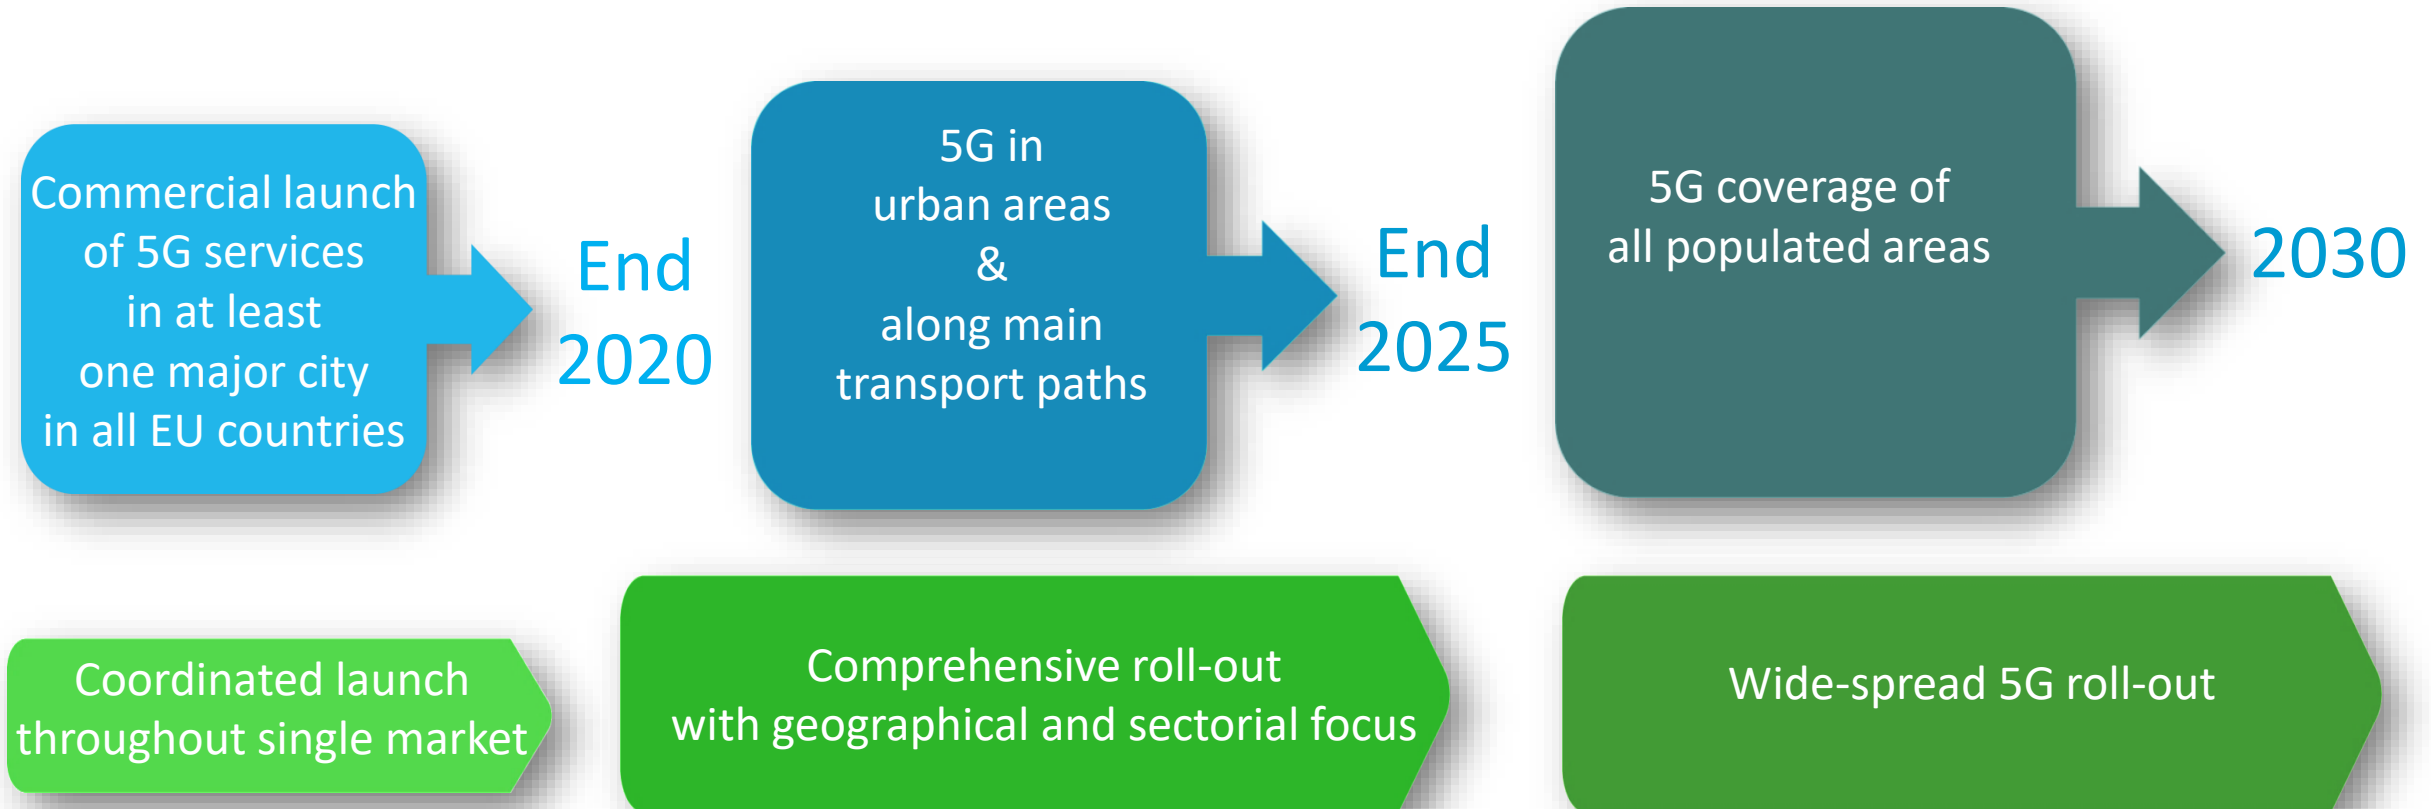 Commercial launch
of 5G services
in at least
one major city
in all EU countries
End
2020
5G in
urban areas
&
along main
transport paths
End
2025
5G coverage of
all populated areas
2030
Coordinated launch
throughout single market
Comprehensive roll-out
with geographical and sectorial focus
Wide-spread 5G roll-out